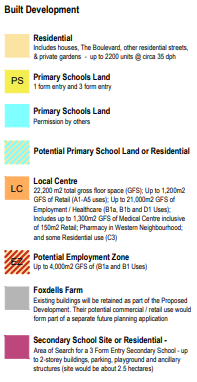 Built Development
Residential
Includes houses, The Boulevard, other residential streets,
& private gardens - up to 2200 units @ circa 35 dph
PS
Primary Schools Land
1 form entry and 3 form entry
Primary Schools Land
Permission by others
Potential Primary School Land or Residential
LC
Local Centre
22,200 m2 total gross floor space (GFS); Up to 1,200m2
GFS of Retail (A1-A5 uses); Up to 21,000m2 GFS of
Employment / Healthcare (B1a, B1b and D1 Uses);
Includes up to 1,300m2 GFS of Medical Centre inclusive
of 150m2 Retail; Pharmacy in Western Neighbourhood;
and some Residential use (C3)
EZ
Potential Employment Zone
Up to 4,000m2 GFS of (B1a and B1 Uses)
Foxdells Farm
Existing buildings will be retained as part of the Proposed
Development. Their potential commercial / retail use would
form part of a separate future planning application
Secondary School Site or Residential -
Area of Search for a 3 Form Entry Secondary School - up
to 2-storey buildings, parking, playground and ancillary
structures (site would be about 2.5 hectares)